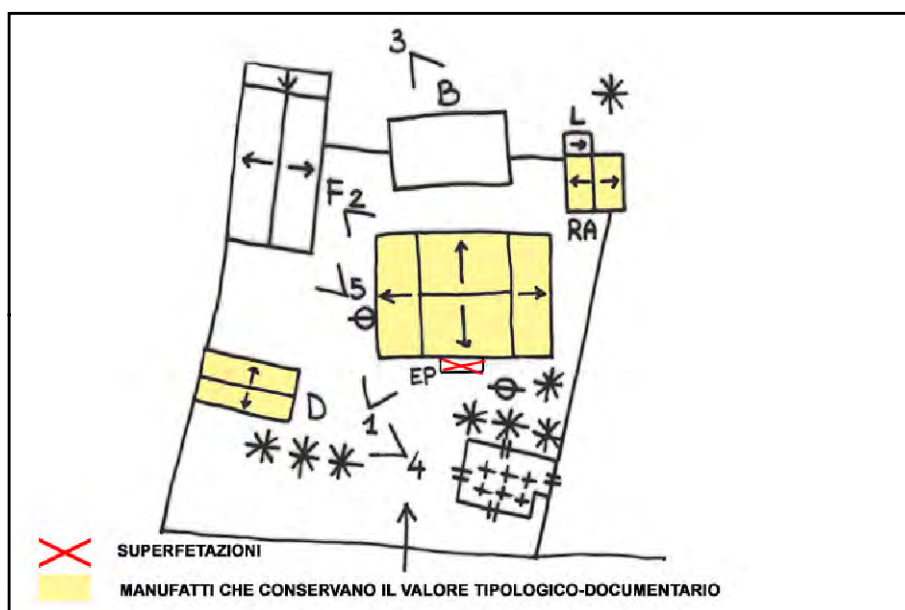 3
B
L
F2
RA
5
EP
D
1
4
SUPERFETAZIONI
MANUFATTI CHE CONSERVANO IL VALORE TIPOLOGICO-DOCUMENTARIO